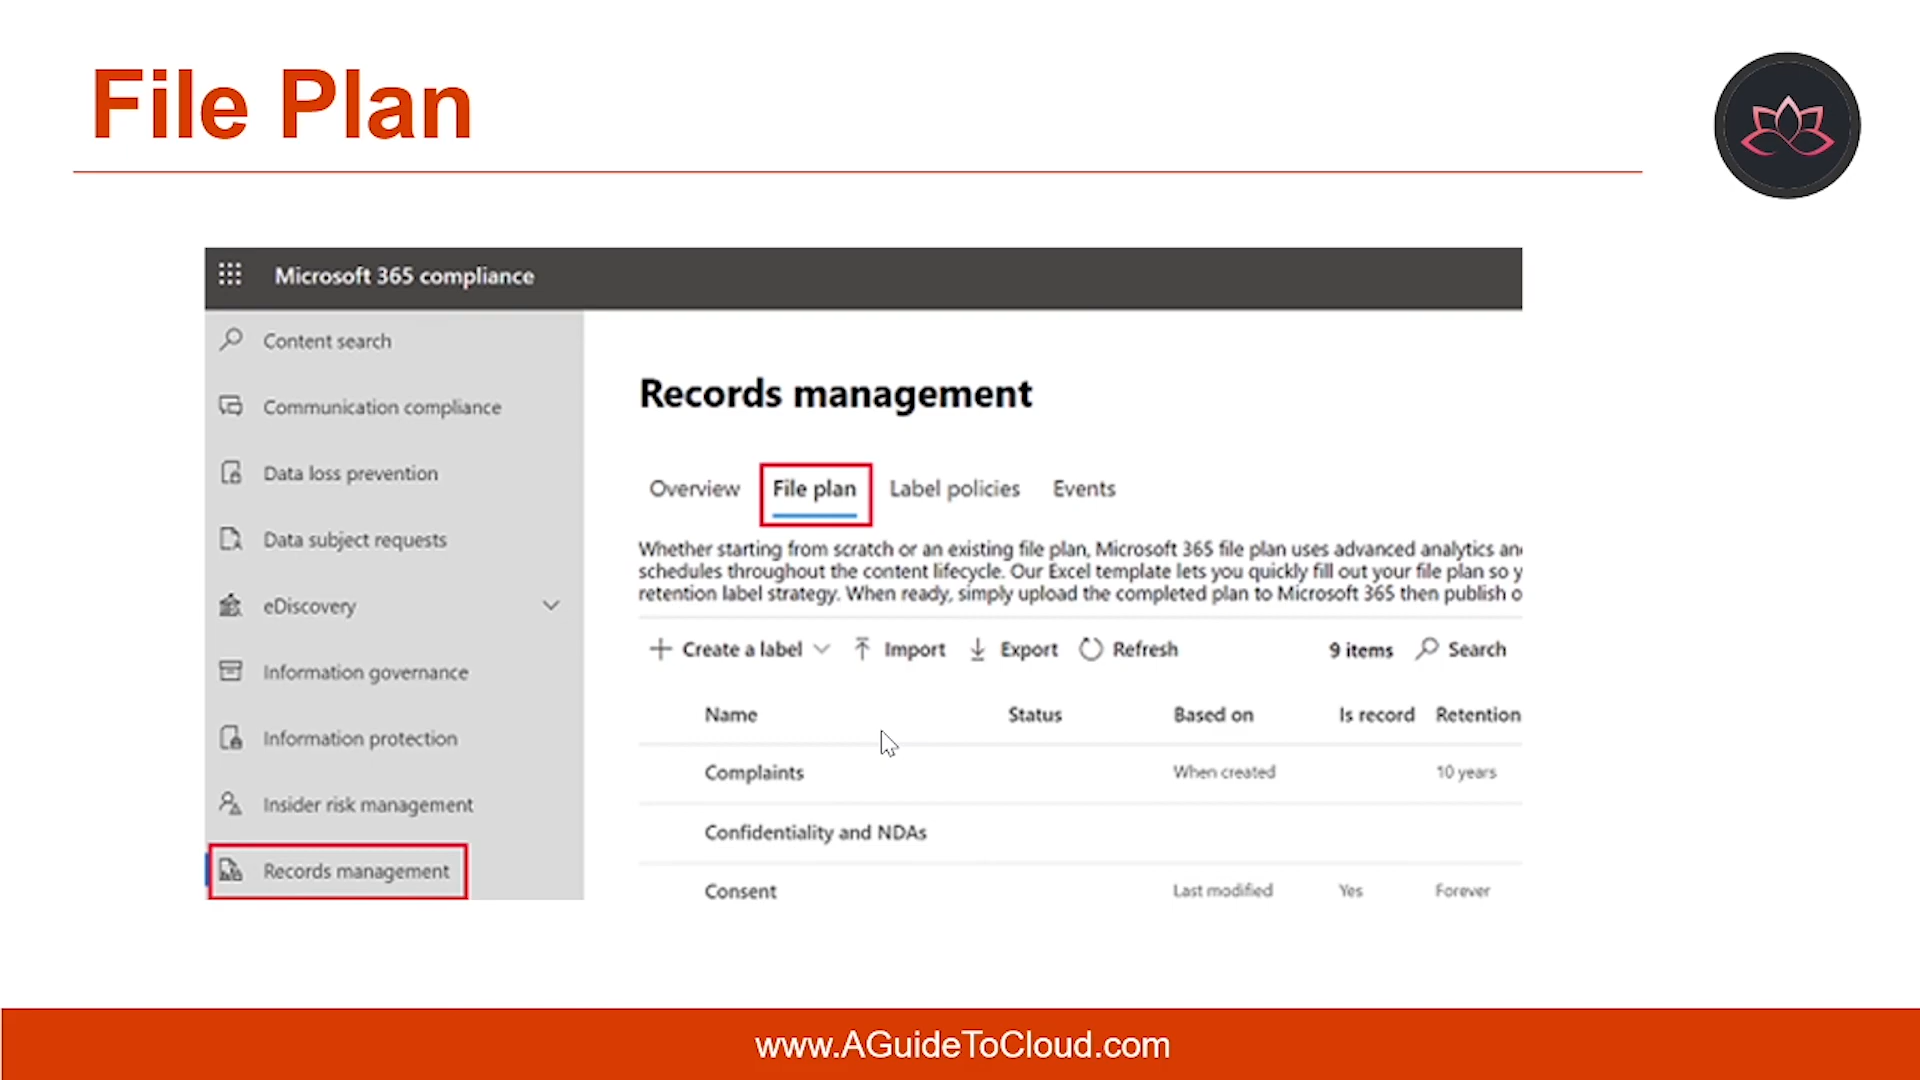 File Plan
Microsoft 365 compliance
Content search
Communication compliance
Data loss prevention
Data subject requests
eDiscovery
Information governance
Information protection
Insider risk management
Records management
Records management
Overview File plan Label policies Events
Whether starting from scratch or an existing file plan, Microsoft 365 file plan uses advanced analytics an
schedules throughout the content lifecycle. Our Excel template lets you quickly fill out your file plan so y
retention label strategy. When ready, simply upload the completed plan to Microsoft 365 then publish o
Create a label Import Export Refresh 9 items Search
Name Status Based on Is record Retention
Complaints When created 10 years
Confidentiality and NDAs
Consent Last modified Yes Forever
www.AGuideToCloud.com